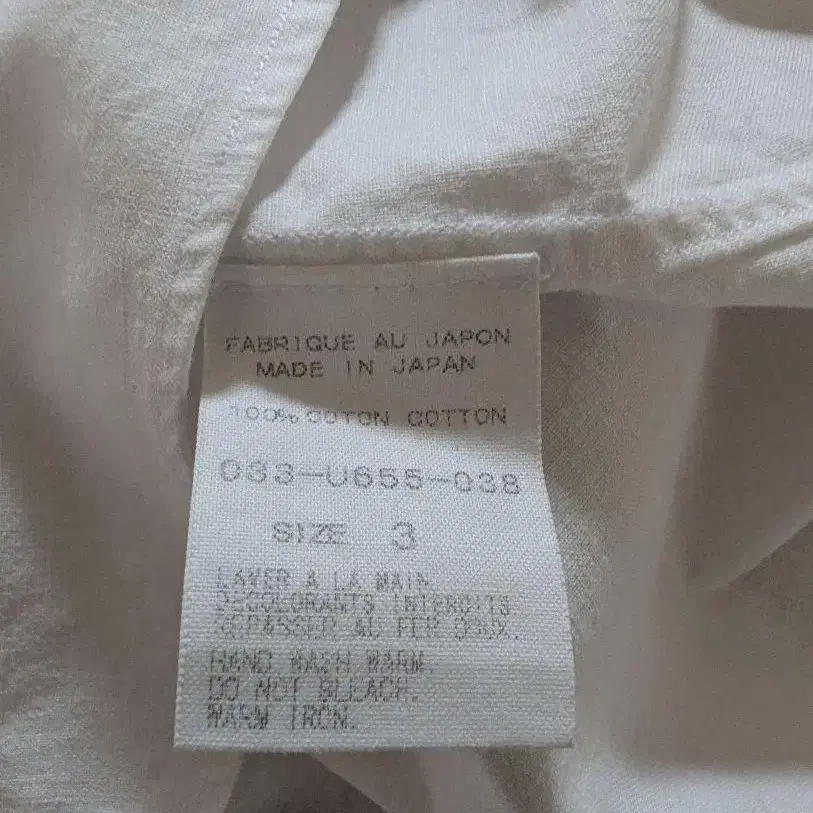 FABRIQUE AU JAPON
MADE IN JAPAN
100% COTON COTTON
033-U655-038
SIZE 3
LAVER A LA MAIN.
DECOLORANTS INTERDITS
REPASSER AU FER DOUX.
HAND WASH WARM.
DO NOT BLEACH.
WARM IRON.